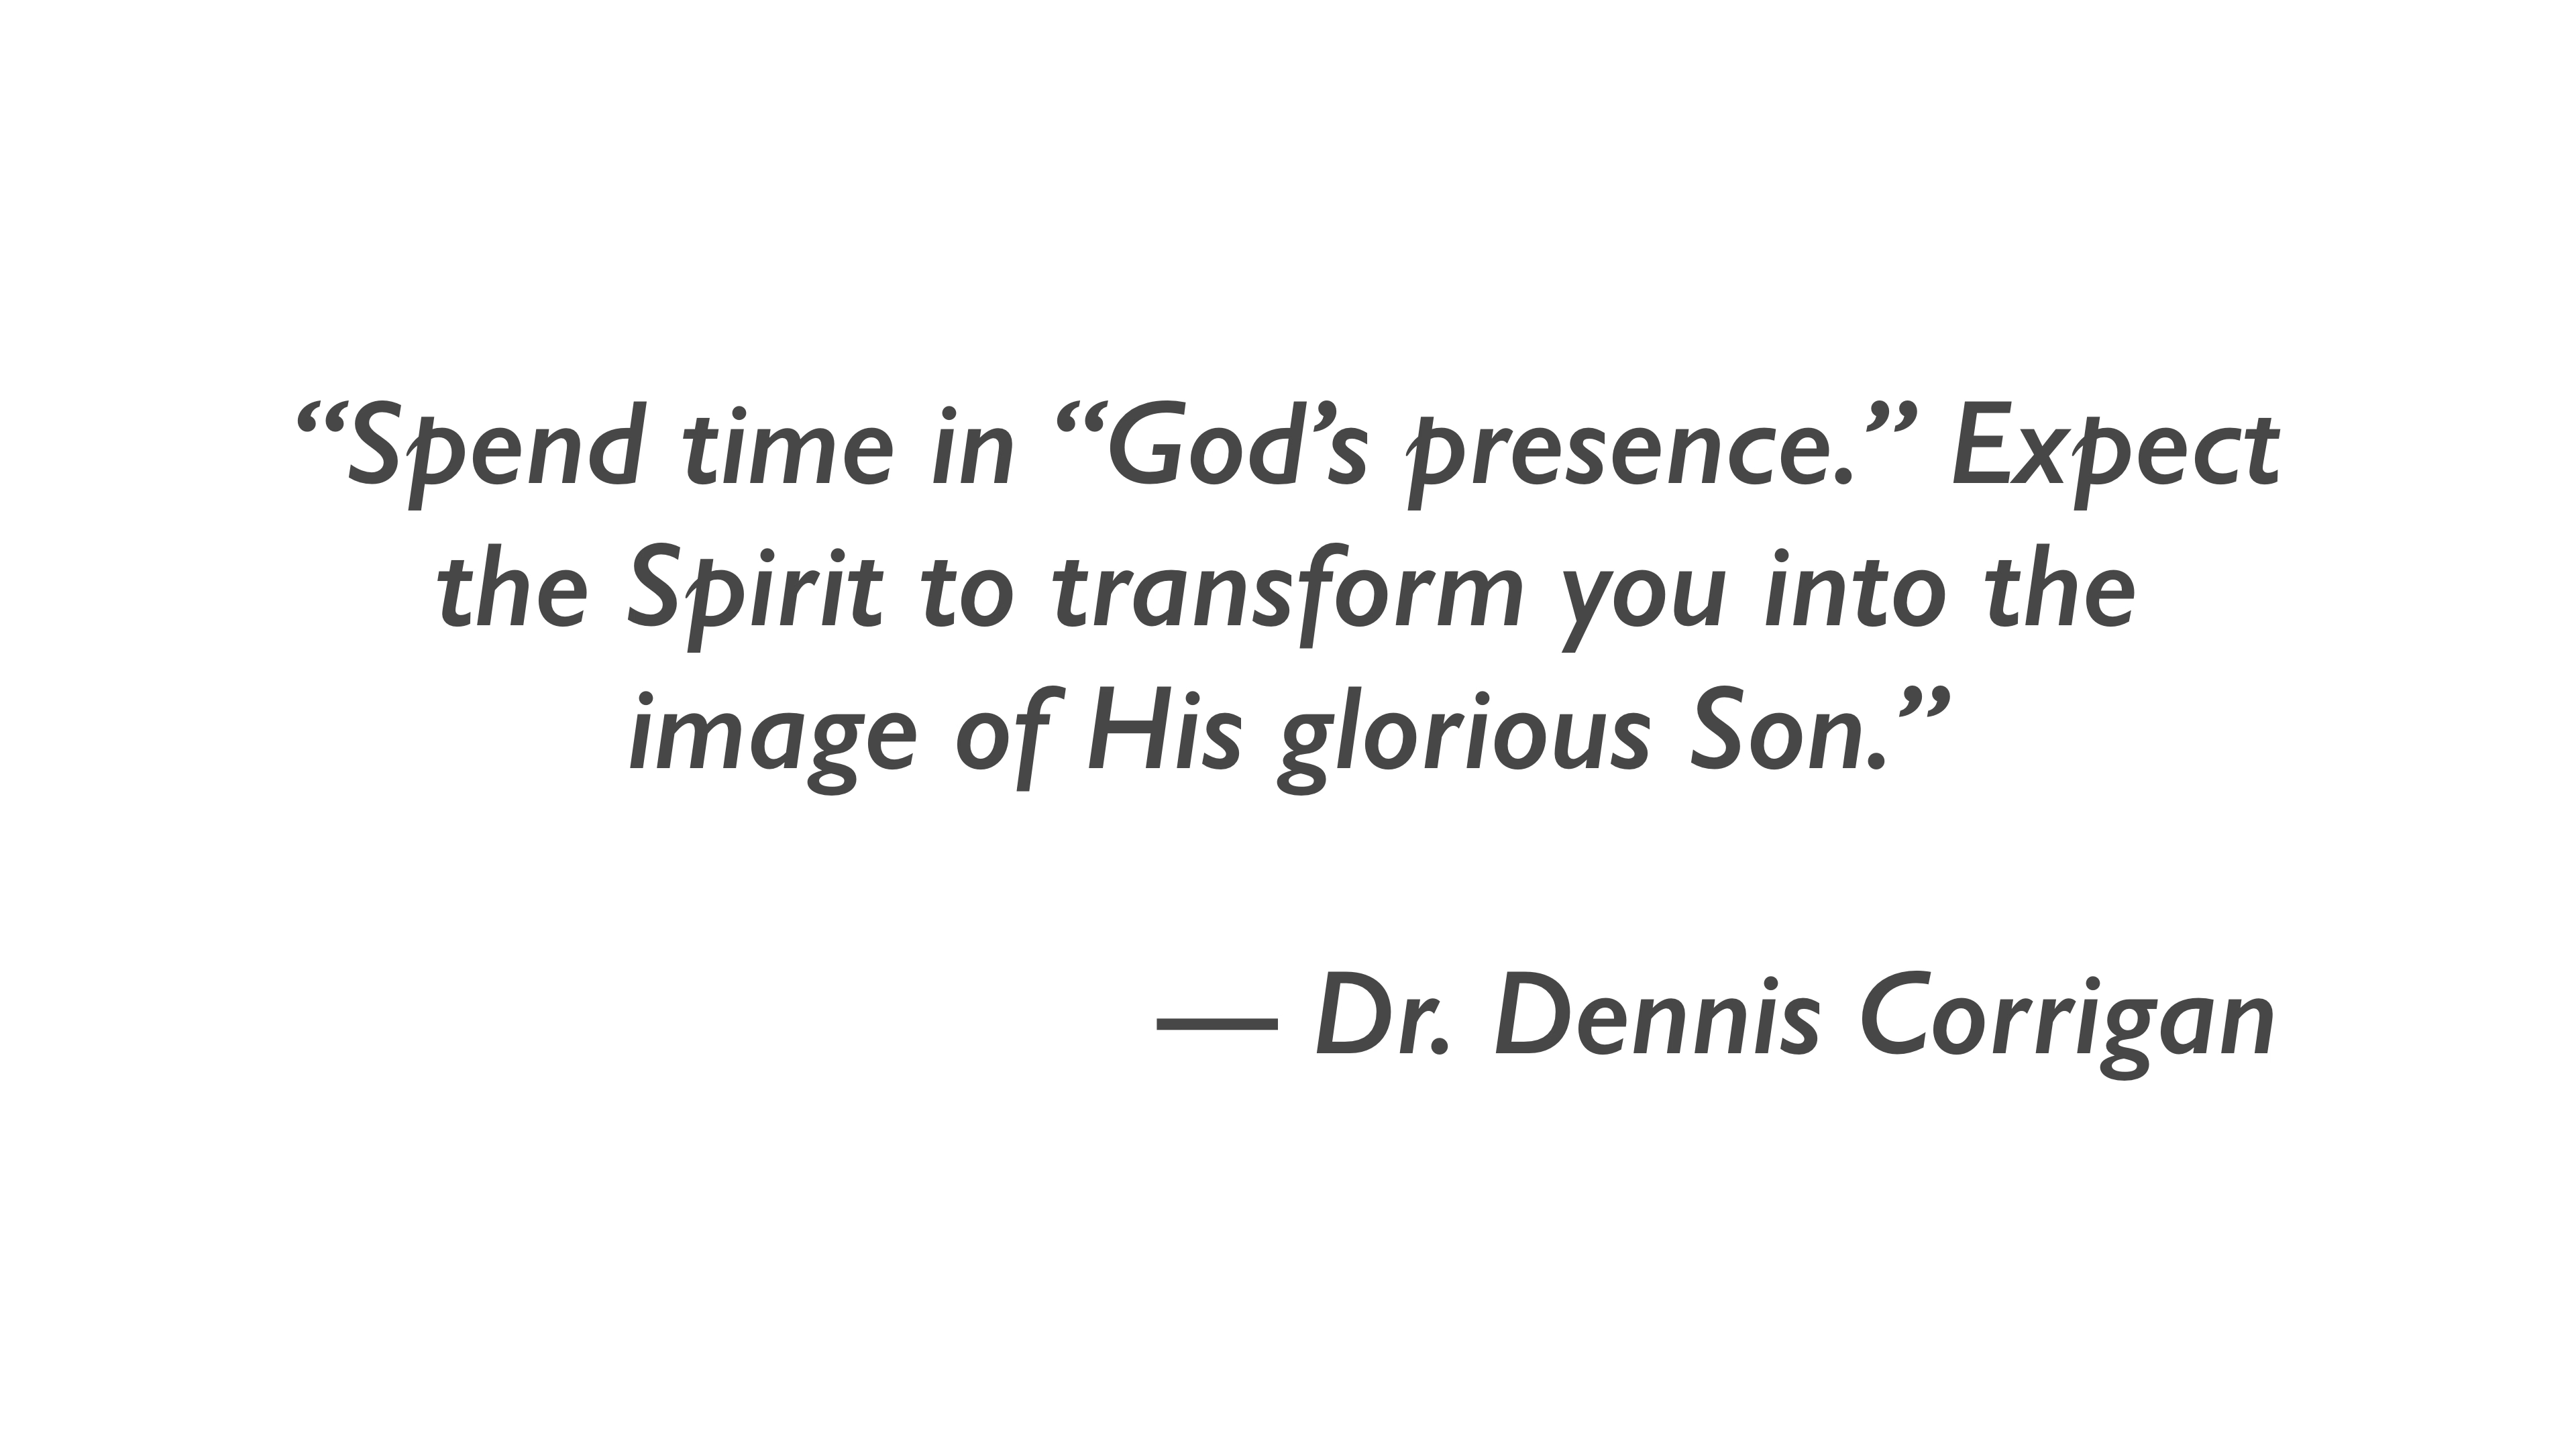 “Spend time in “God’s presence.” Expect
the Spirit to transform you into the
image of His glorious Son.”
— Dr. Dennis Corrigan